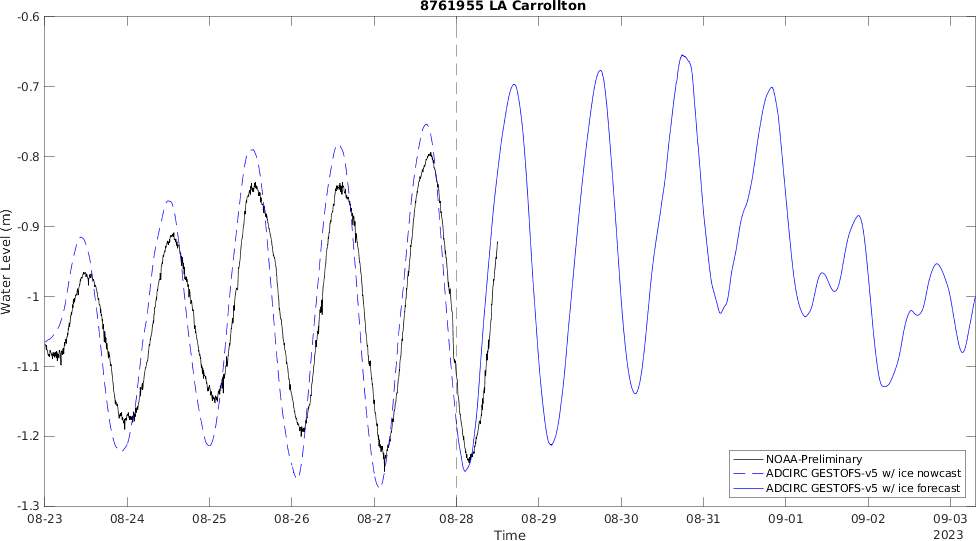 8761955 LA Carrollton
-0.6
-0.7
-0.8
-0.9
-1
-1.1
-1.2
-1.3
Water Level (m)
NOAA-Preliminary
ADCIRC GESTOFS-v5 w/ ice nowcast
ADCIRC GESTOFS-v5 w/ ice forecast
08-23 08-24 08-25 08-26 08-27 08-28 08-29 08-30 08-31 09-01 09-02 09-03
2023
Time